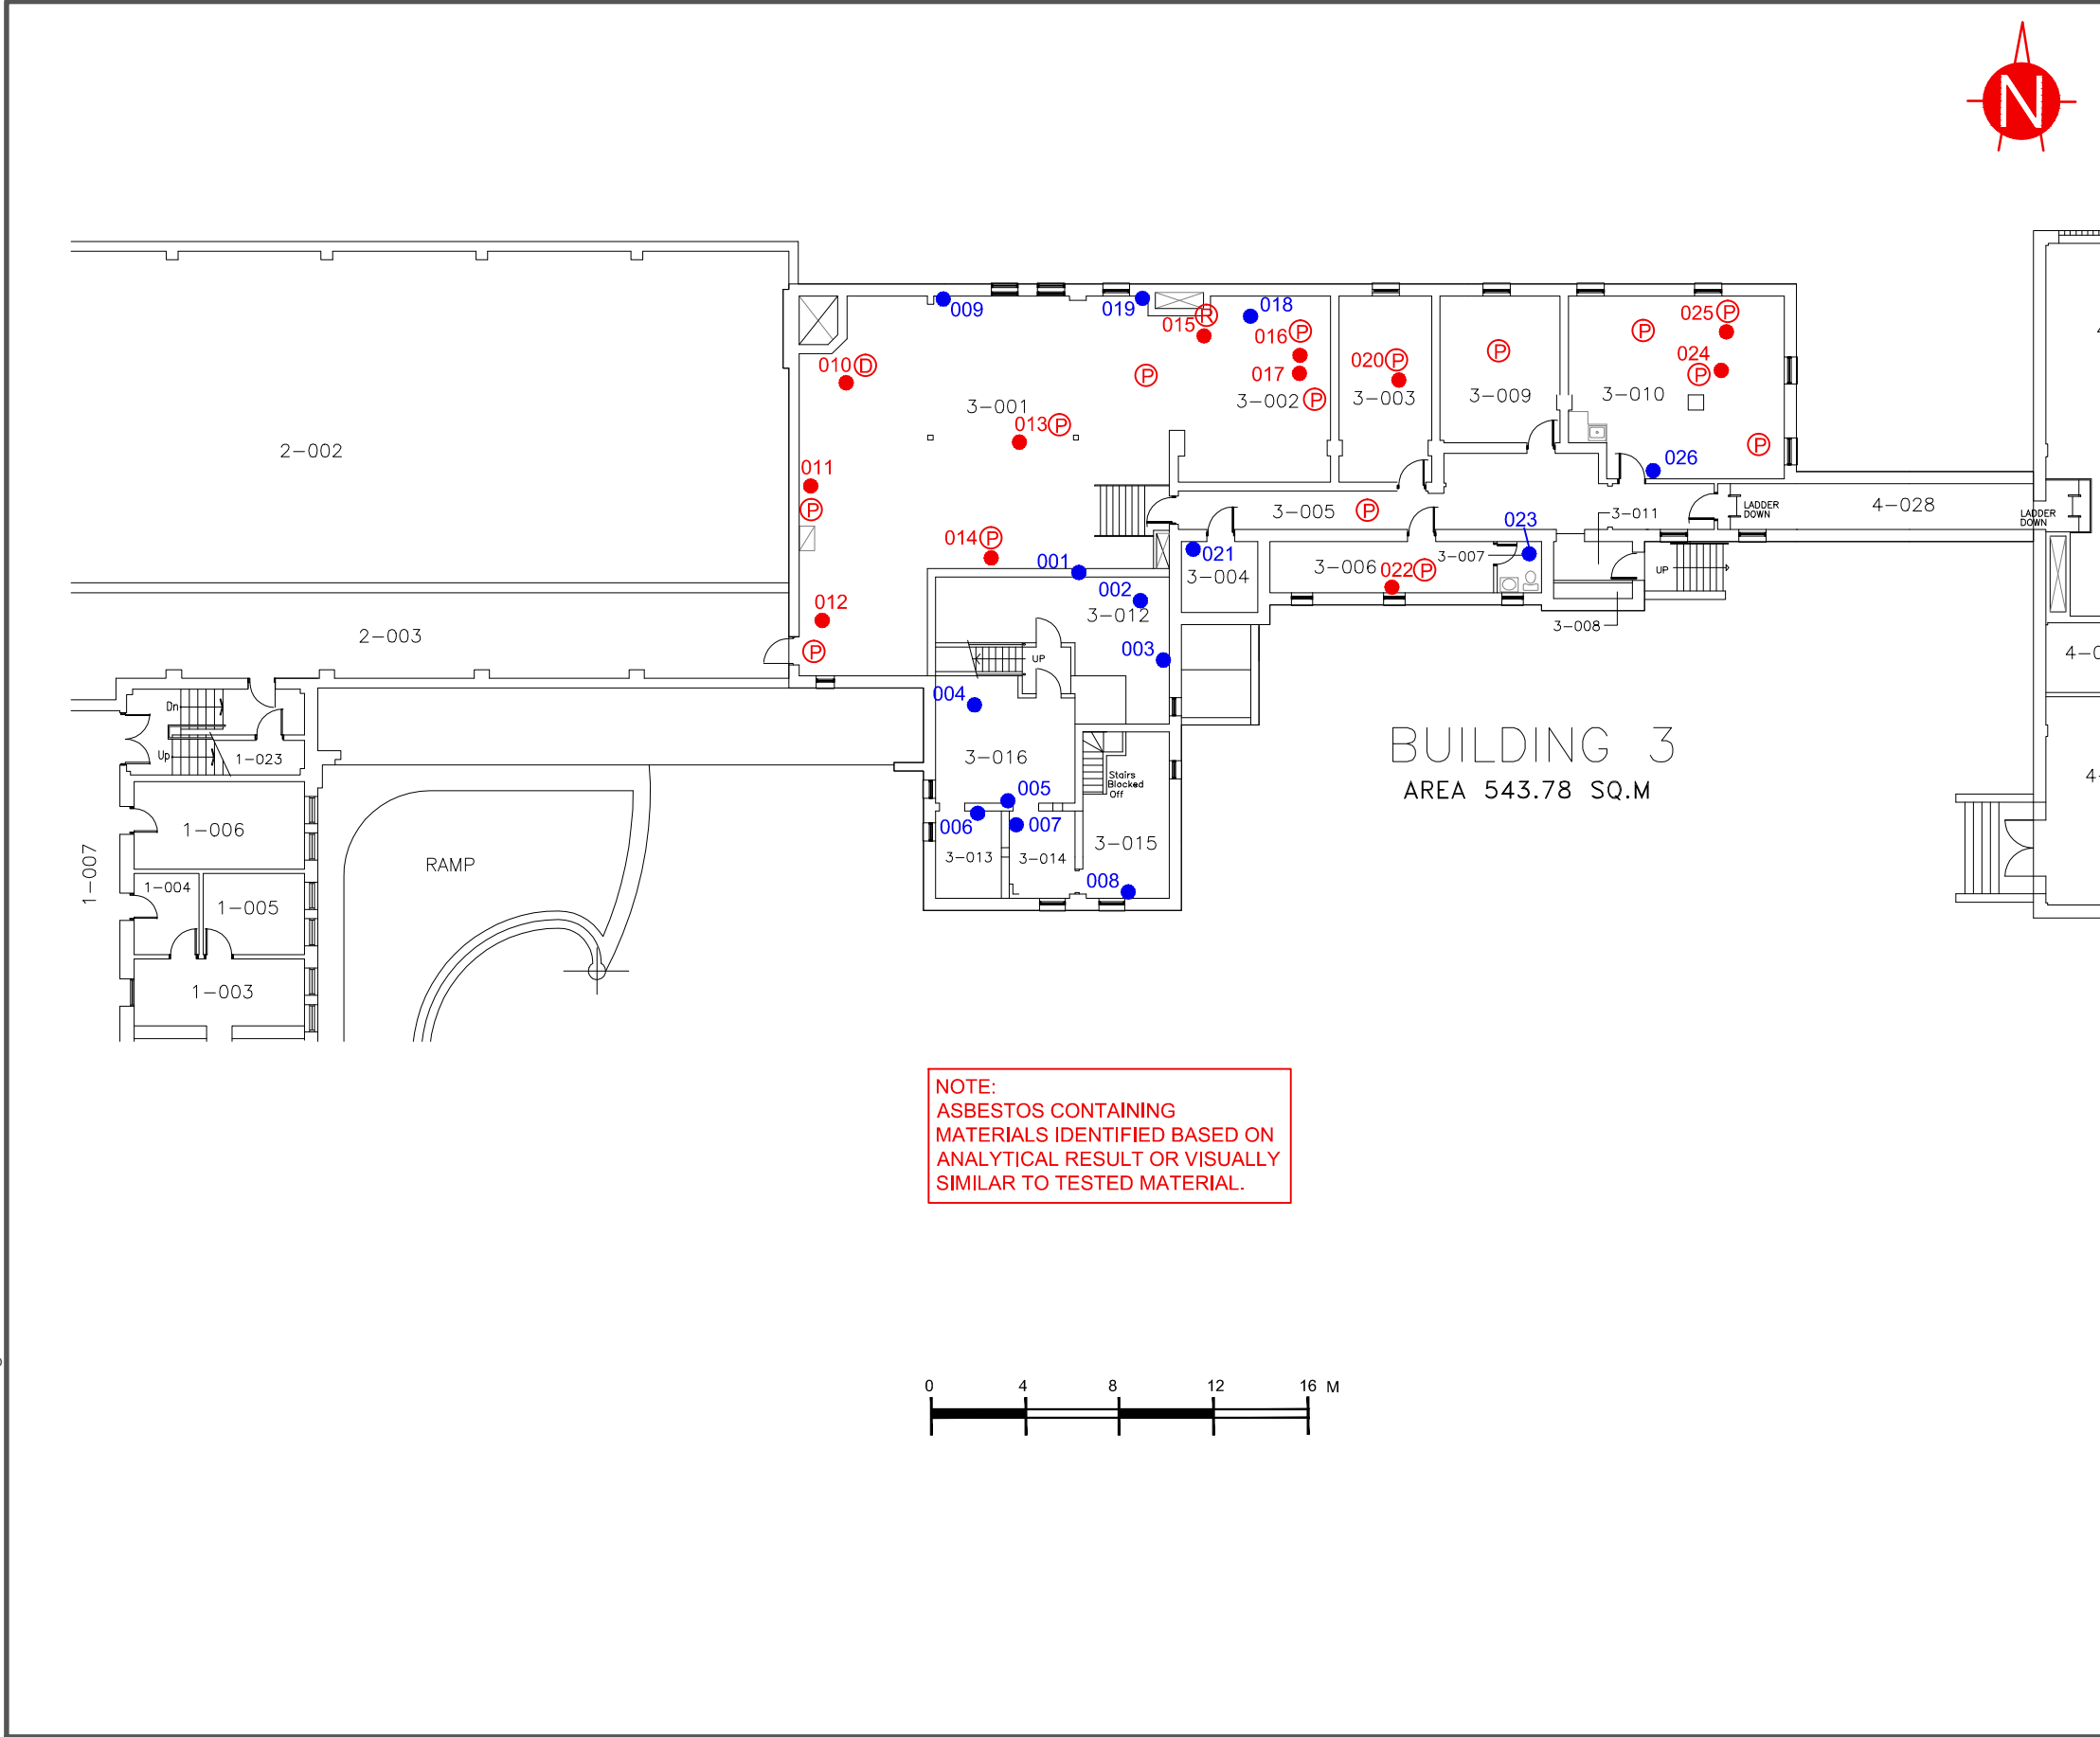 N
009
019
018
015 R
016 P
025 P
P
P
024
P
010 D
P
020 P
017
3-001
3-002 P
3-003
3-009
3-010
013 P
2-002
P
011
026
P
3-005 P
3-011
LADDER
DOWN
4-028
LADDER
DOWN
023
014 P
001
021
3-004
3-007
3-006 022 P
UP
002
3-012
012
3-008
2-003
P
003
UP
4-0
004
Dn
BUILDING 3
AREA 543.78 SQ.M
Up
1-023
3-016
Stairs
Blocked
Off
4-
005
006
007
1-006
3-013
3-014
3-015
1-007
RAMP
008
1-004
1-005
1-003
NOTE:
ASBESTOS CONTAINING
MATERIALS IDENTIFIED BASED ON
ANALYTICAL RESULT OR VISUALLY
SIMILAR TO TESTED MATERIAL.
0 4 8 12 16 M